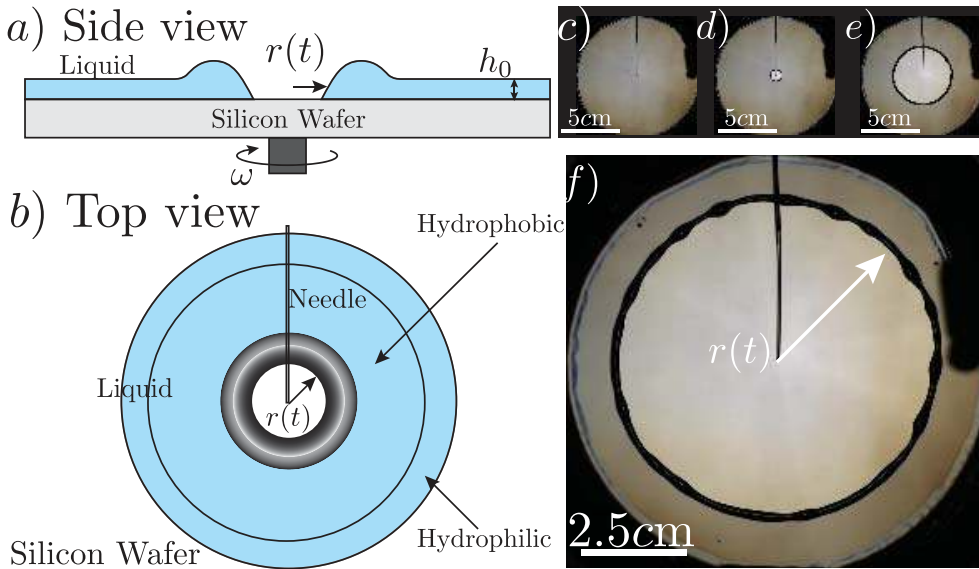 a) Side view
Liquid
r(t)
h₀
Silicon Wafer
ω
b) Top view
Hydrophobic
Needle
Liquid
r(t)
Hydrophilic
Silicon Wafer
c)
5cm
d)
5cm
e)
5cm
f)
r(t)
2.5cm